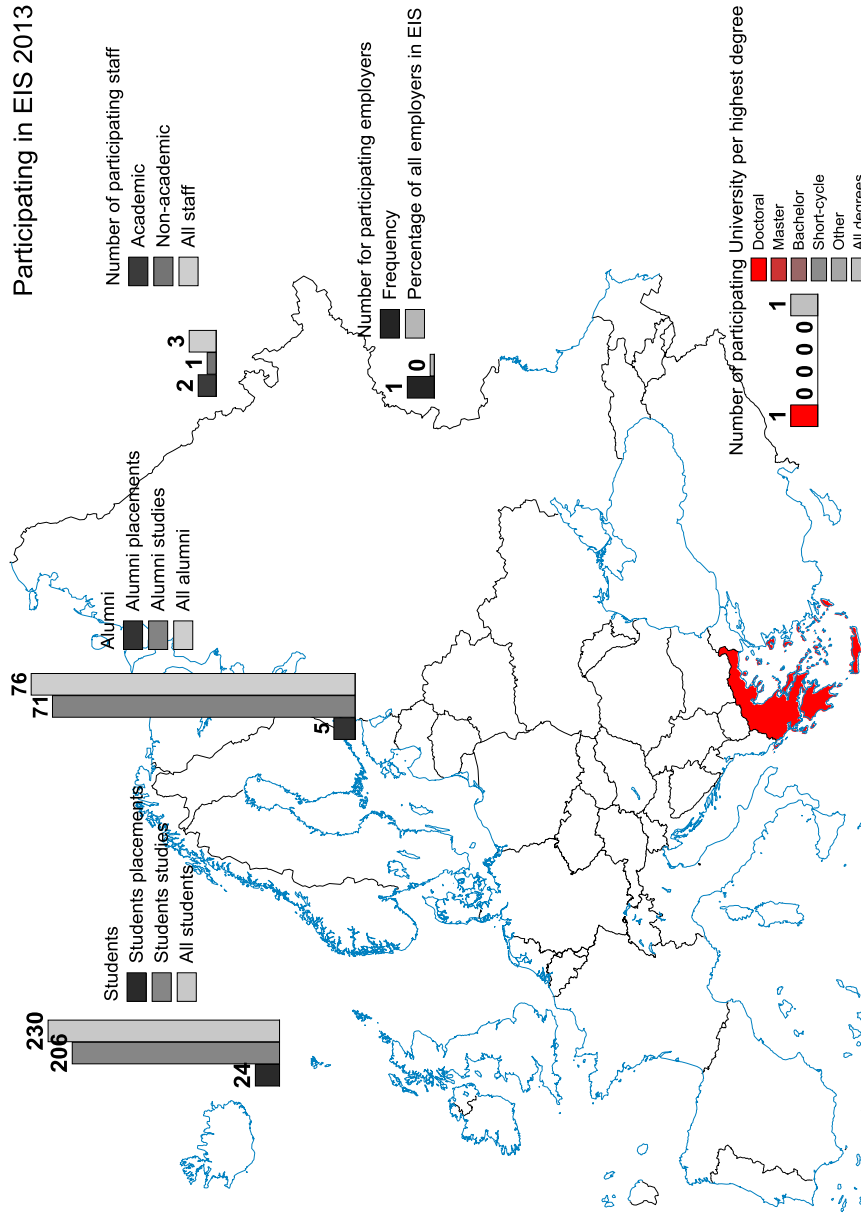 Participating in EIS 2013
Students
Students placements
Students studies
All students
24
206
230
Alumni
Alumni placements
Alumni studies
All alumni
5
71
76
Number of participating staff
Academic
Non-academic
All staff
2
1
3
Number for participating employers
Frequency
Percentage of all employers in EIS
1
0
Number of participating University per highest degree
Doctoral
Master
Bachelor
Short-cycle
Other
All degrees
1 0 0 0 0 1